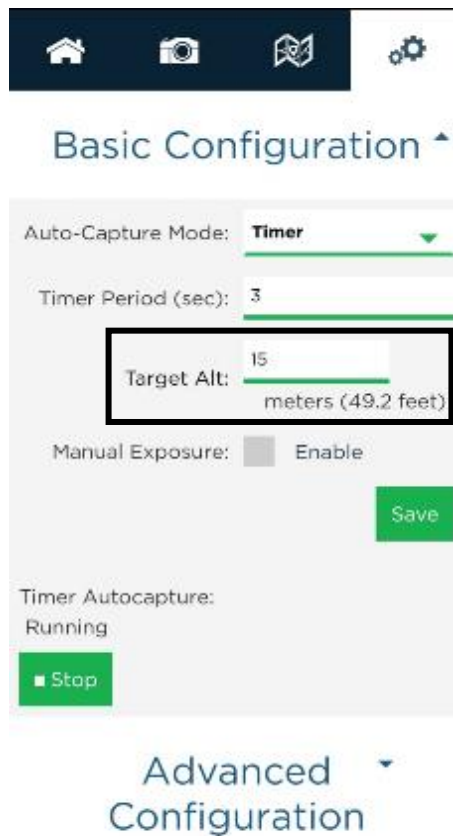 Basic Configuration
Auto-Capture Mode: Timer
Timer Period (sec): 3
Target Alt: 15
meters (49.2 feet)
Manual Exposure: Enable
Save
Timer Autocapture:
Running
Stop
Advanced
Configuration